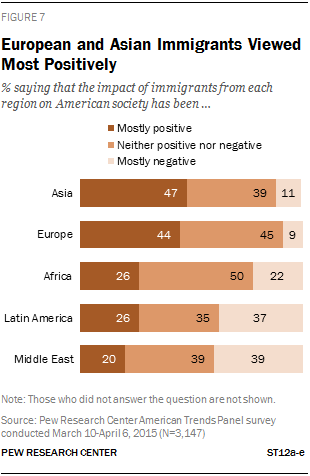 FIGURE 7
European and Asian Immigrants Viewed
Most Positively
% saying that the impact of immigrants from each
region on American society has been ...
Mostly positive
Neither positive nor negative
Mostly negative
Asia 47 39 11
Europe 44 45 9
Africa 26 50 22
Latin America 26 35 37
Middle East 20 39 39
Note: Those who did not answer the question are not shown.
Source: Pew Research Center American Trends Panel survey
conducted March 10-April 6, 2015 (N=3,147)
PEW RESEARCH CENTER ST12a-e